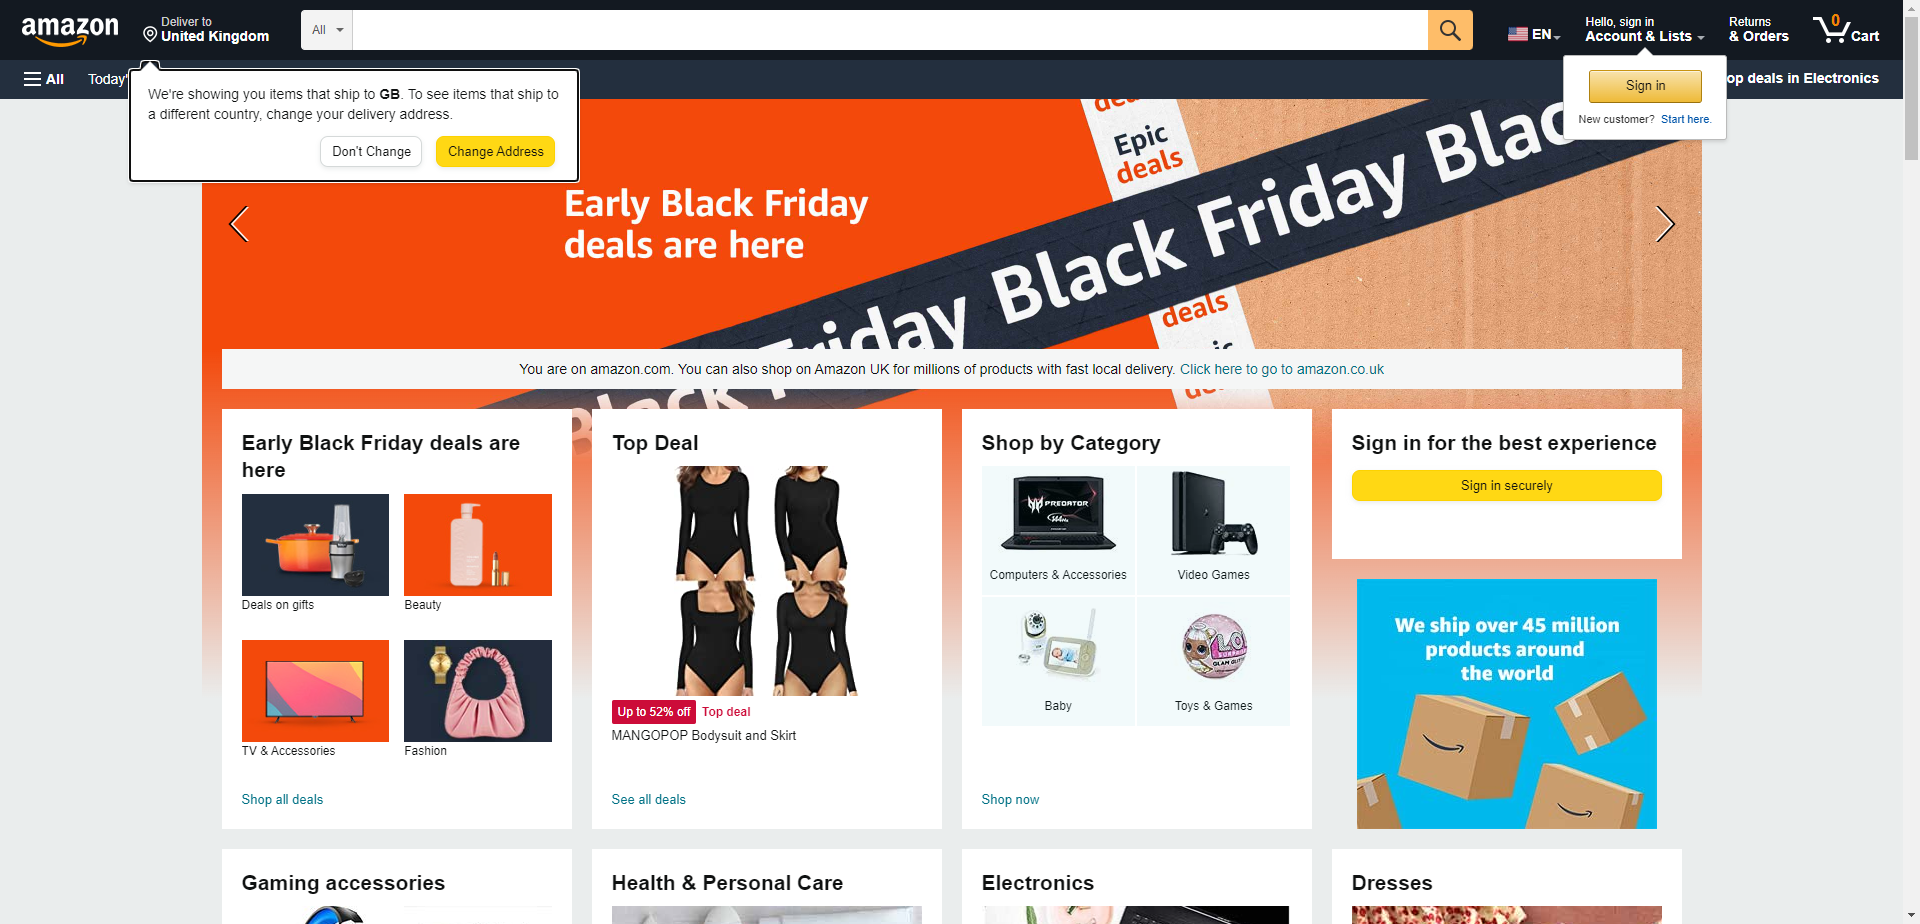 amazon
Deliver to
United Kingdom
All
EN
Hello, sign in
Account & Lists
Returns
& Orders
0
Cart
All
Today'
op deals in Electronics
We're showing you items that ship to GB. To see items that ship to
a different country, change your delivery address.
Don't Change
Change Address
Sign in
New customer? Start here.
Epic
deals
Early Black Friday
deals are here
Friday Black Friday Blac
deals
You are on amazon.com. You can also shop on Amazon UK for millions of products with fast local delivery. Click here to go to amazon.co.uk
Black
Early Black Friday deals are
here
Deals on gifts
Beauty
TV & Accessories
Fashion
Shop all deals
Top Deal
Up to 52% off
Top deal
MANGOPOP Bodysuit and Skirt
See all deals
Shop by Category
PREDATOR
Computers & Accessories
Video Games
L.O.L.
SURPRISE
GLAM GLITTER
Baby
Toys & Games
Shop now
Sign in for the best experience
Sign in securely
We ship over 45 million
products around
the world
Gaming accessories
Health & Personal Care
Electronics
Dresses